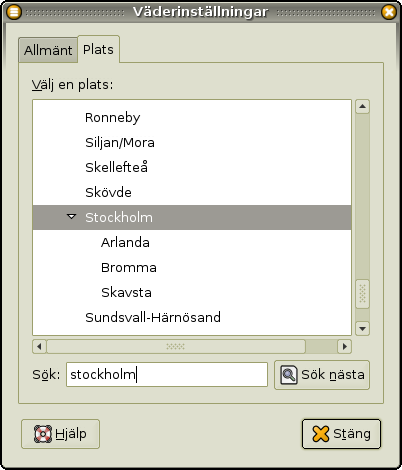 Väderinställningar
Allmänt Plats
Välj en plats:
Ronneby
Siljan/Mora
Skellefteå
Skövde
Stockholm
Arlanda
Bromma
Skavsta
Sundsvall-Härnösand
Sök: stockholm Sök nästa
Hjälp Stäng